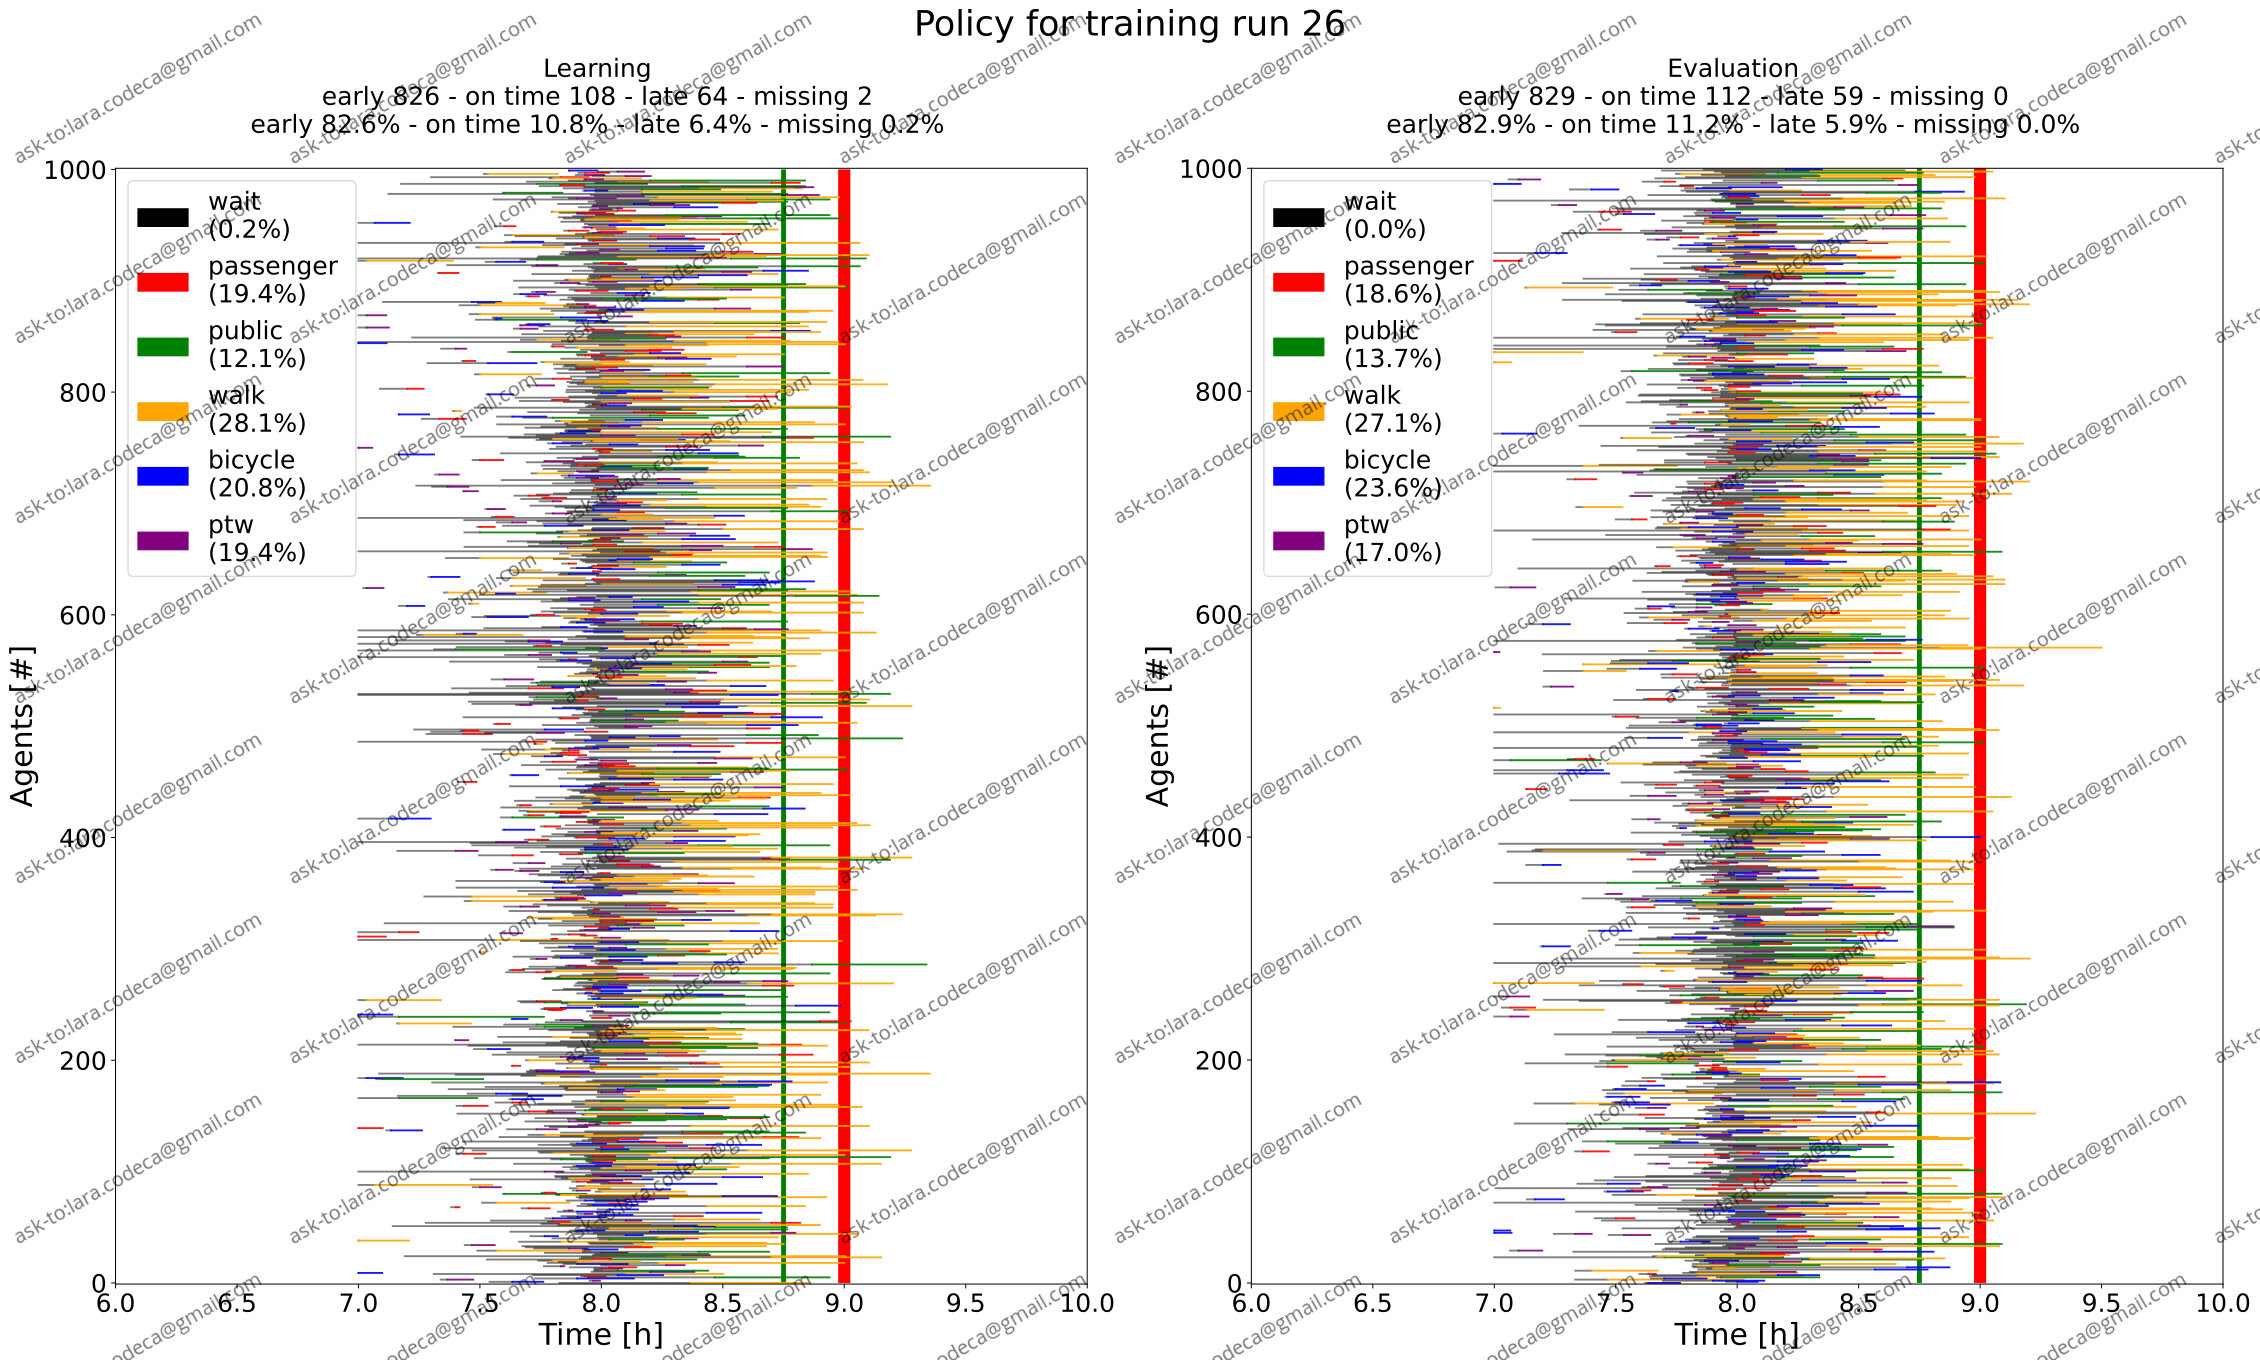 Policy for training run 26
Learning
early 826 - on time 108 - late 64 - missing 2
early 82.6% - on time 10.8% - late 6.4% - missing 0.2%
Agents [#]
1000
800
600
400
200
0
wait
(0.2%)
passenger
(19.4%)
public
(12.1%)
walk
(28.1%)
bicycle
(20.8%)
ptw
(19.4%)
6.0 6.5 7.0 7.5 8.0 8.5 9.0 9.5 10.0
Time [h]
Evaluation
early 829 - on time 112 - late 59 - missing 0
early 82.9% - on time 11.2% - late 5.9% - missing 0.0%
Agents [#]
1000
800
600
400
200
0
wait
(0.0%)
passenger
(18.6%)
public
(13.7%)
walk
(27.1%)
bicycle
(23.6%)
ptw
(17.0%)
6.0 6.5 7.0 7.5 8.0 8.5 9.0 9.5 10.0
Time [h]
ask-to:lara.codeca@gmail.com